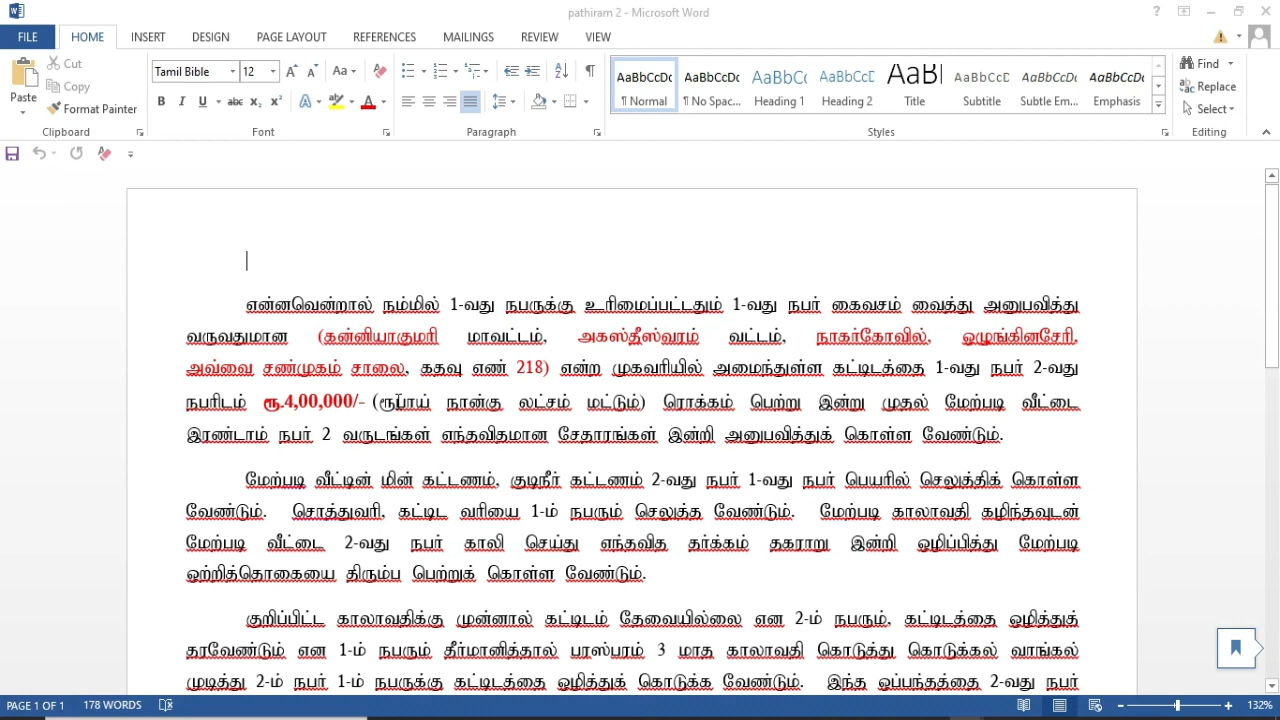 pathiram 2 - Microsoft Word
FILE HOME INSERT DESIGN PAGE LAYOUT REFERENCES MAILINGS REVIEW VIEW
Cut
Copy
Format Painter
Paste
Clipboard
Tamil Bible 12
Font
Paragraph
AaBbCcDc AaBbCcDc AaBbCc AaBbCcD AaBl AaBbCcD AaBbCcDc AaBbCcDc
¶ Normal ¶ No Spac... Heading 1 Heading 2 Title Subtitle Subtle Em... Emphasis
Styles
Find
Replace
Select
Editing
என்னவென்றால் நம்மில் 1-வது நபருக்கு உரிமைப்பட்டதும் 1-வது நபர் கைவசம் வைத்து அனுபவித்து
வருவதுமான (கன்னியாகுமரி மாவட்டம், அகஸ்தீஸ்வரம் வட்டம், நாகர்கோவில், ஒழுங்கினசேரி,
அவ்வை சண்முகம் சாலை, கதவு எண் 218) என்ற முகவரியில் அமைந்துள்ள கட்டிடத்தை 1-வது நபர் 2-வது
நபரிடம் ரூ.4,00,000/- (ரூபாய் நான்கு லட்சம் மட்டும்) ரொக்கம் பெற்று இன்று முதல் மேற்படி வீட்டை
இரண்டாம் நபர் 2 வருடங்கள் எந்தவிதமான சேதாரங்கள் இன்றி அனுபவித்துக் கொள்ள வேண்டும்.
மேற்படி வீட்டின் மின் கட்டணம், குடிநீர் கட்டணம் 2-வது நபர் 1-வது நபர் பெயரில் செலுத்திக் கொள்ள
வேண்டும். சொத்துவரி, கட்டிட வரியை 1-ம் நபரும் செலுத்த வேண்டும். மேற்படி காலாவதி கழிந்தவுடன்
மேற்படி வீட்டை 2-வது நபர் காலி செய்து எந்தவித தர்க்கம் தகராறு இன்றி ஒழிப்பித்து மேற்படி
ஒற்றித்தொகையை திரும்ப பெற்றுக் கொள்ள வேண்டும்.
குறிப்பிட்ட காலாவதிக்கு முன்னால் கட்டிடம் தேவையில்லை என 2-ம் நபரும், கட்டிடத்தை ஒழித்துத்
தரவேண்டும் என 1-ம் நபரும் தீர்மானித்தால் பரஸ்பரம் 3 மாத காலாவதி கொடுத்து கொடுக்கல் வாங்கல்
முடித்து 2-ம் நபர் 1-ம் நபருக்கு கட்டிடத்தை ஒழித்துக் கொடுக்க வேண்டும். இந்த ஒப்பந்தத்தை 2-வது நபர்
PAGE 1 OF 1 178 WORDS 132%